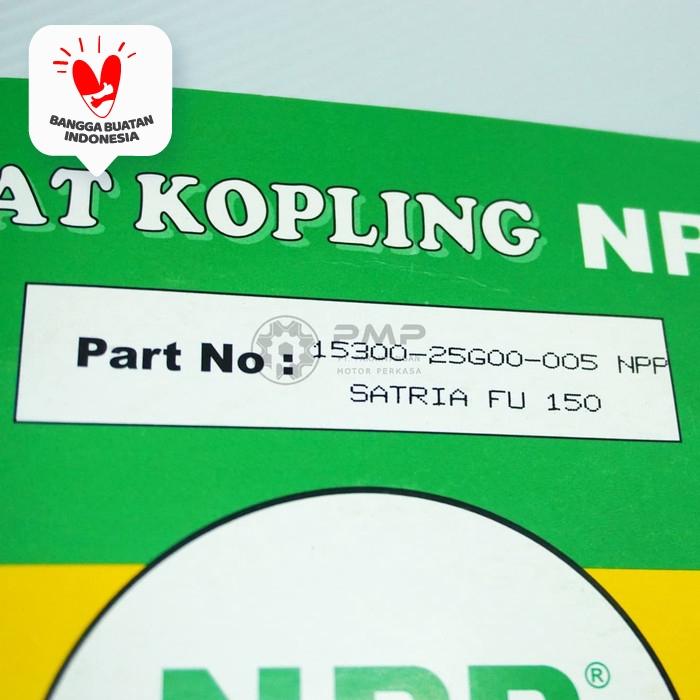 BANGGA BUATAN
INDONESIA
AT KOPLING NP
Part No : 15300-25G00-005 NPP
SATRIA FU 150
PMP
MOTOR PERKASA
NPP®